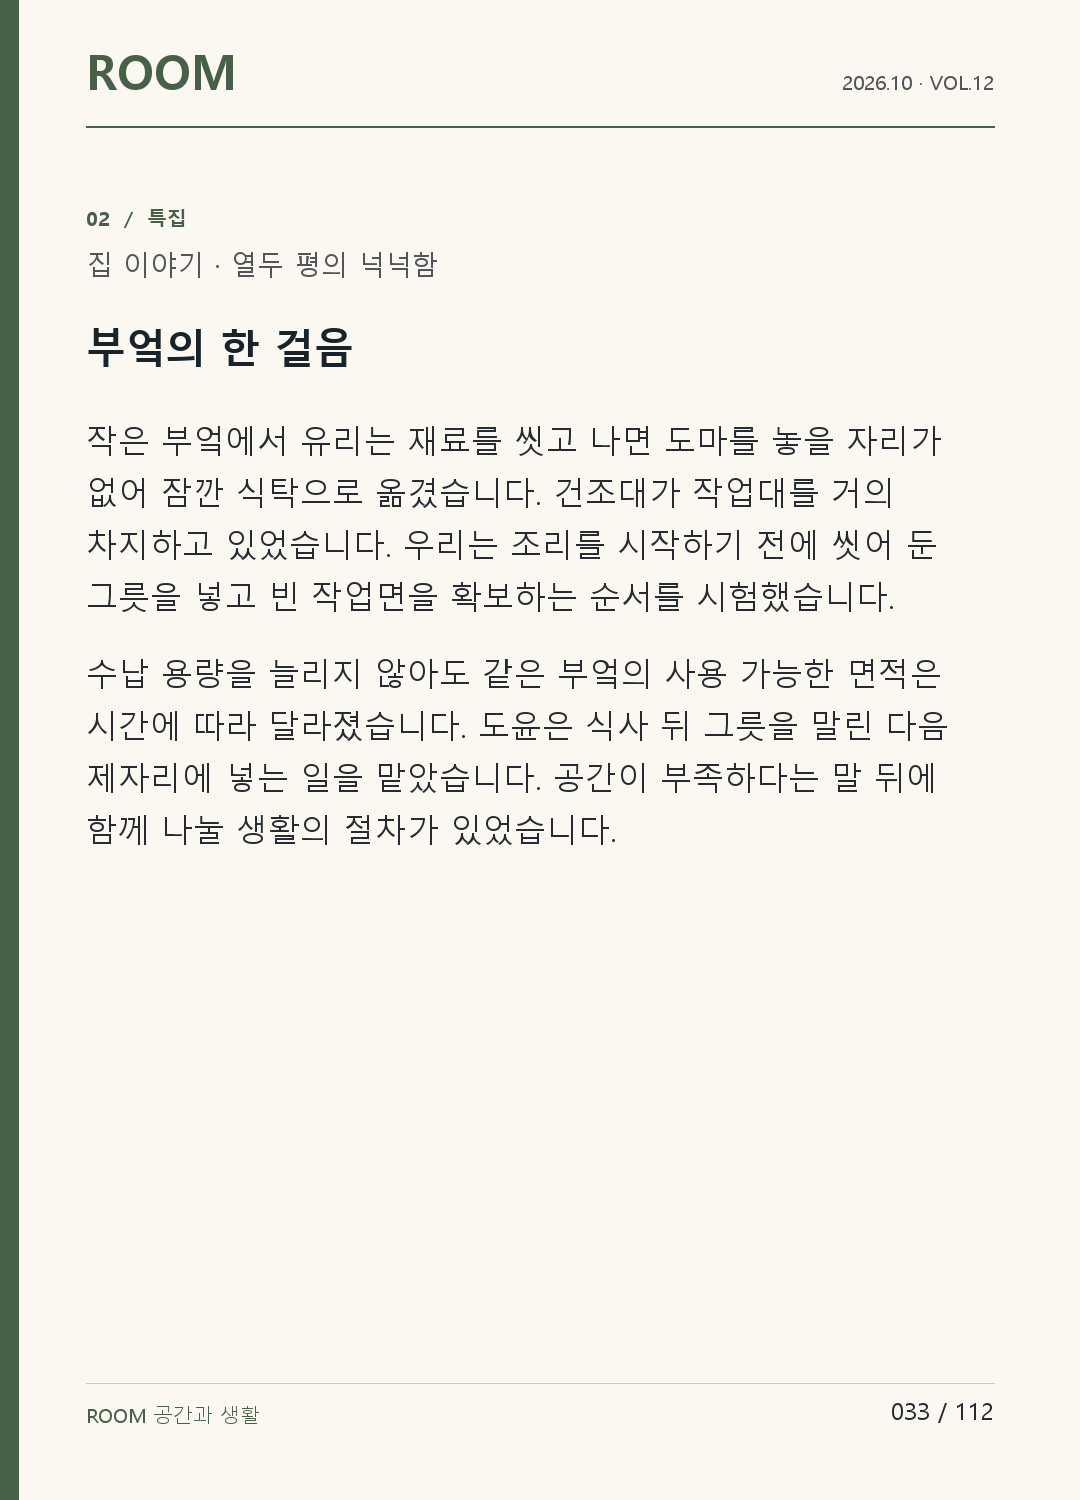 ROOM
2026.10 · VOL.12
02 / 특집
집 이야기 · 열두 평의 넉넉함
부엌의 한 걸음
작은 부엌에서 유리는 재료를 씻고 나면 도마를 놓을 자리가
없어 잠깐 식탁으로 옮겼습니다. 건조대가 작업대를 거의
차지하고 있었습니다. 우리는 조리를 시작하기 전에 씻어 둔
그릇을 넣고 빈 작업면을 확보하는 순서를 시험했습니다.
수납 용량을 늘리지 않아도 같은 부엌의 사용 가능한 면적은
시간에 따라 달라졌습니다. 도윤은 식사 뒤 그릇을 말린 다음
제자리에 넣는 일을 맡았습니다. 공간이 부족하다는 말 뒤에
함께 나눌 생활의 절차가 있었습니다.
ROOM 공간과 생활
033 / 112